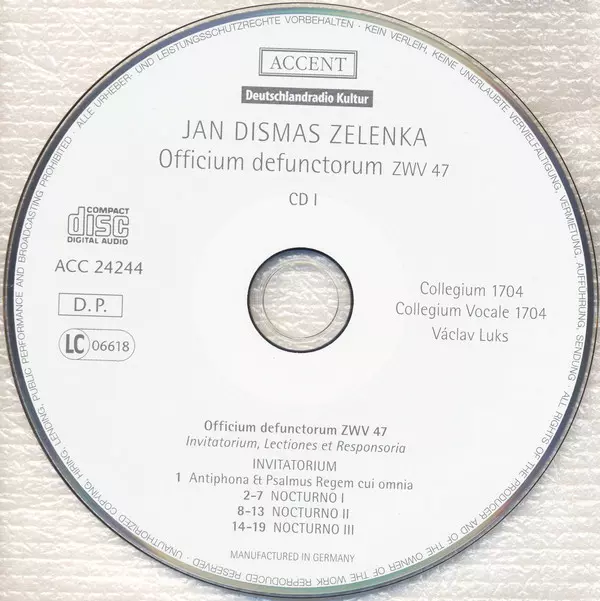 ACCENT
Deutschlandradio Kultur
JAN DISMAS ZELENKA
Officium defunctorum ZWV 47
CD I
COMPACT
disc
DIGITAL AUDIO
ACC 24244
D.P.
LC 06618
Collegium 1704
Collegium Vocale 1704
Václav Luks
Officium defunctorum ZWV 47
Invitatorium, Lectiones et Responsoria
INVITATORIUM
1 Antiphona & Psalmus Regem cui omnia
2-7 NOCTURNO I
8-13 NOCTURNO II
14-19 NOCTURNO III
MANUFACTURED IN GERMANY
· ALLE URHEBER- UND LEISTUNGSSCHUTZRECHTE VORBEHALTEN · KEIN VERLEIH, KEINE UNERLAUBTE VERVIELFÄLTIGUNG, VERMIETUNG, AUFFÜHRUNG, SENDUNG · ALL RIGHTS OF THE PRODUCER AND OF THE OWNER OF THE WORK REPRODUCED RESERVED · UNAUTHORIZED COPYING, HIRING, LENDING, PUBLIC PERFORMANCE AND BROADCASTING PROHIBITED